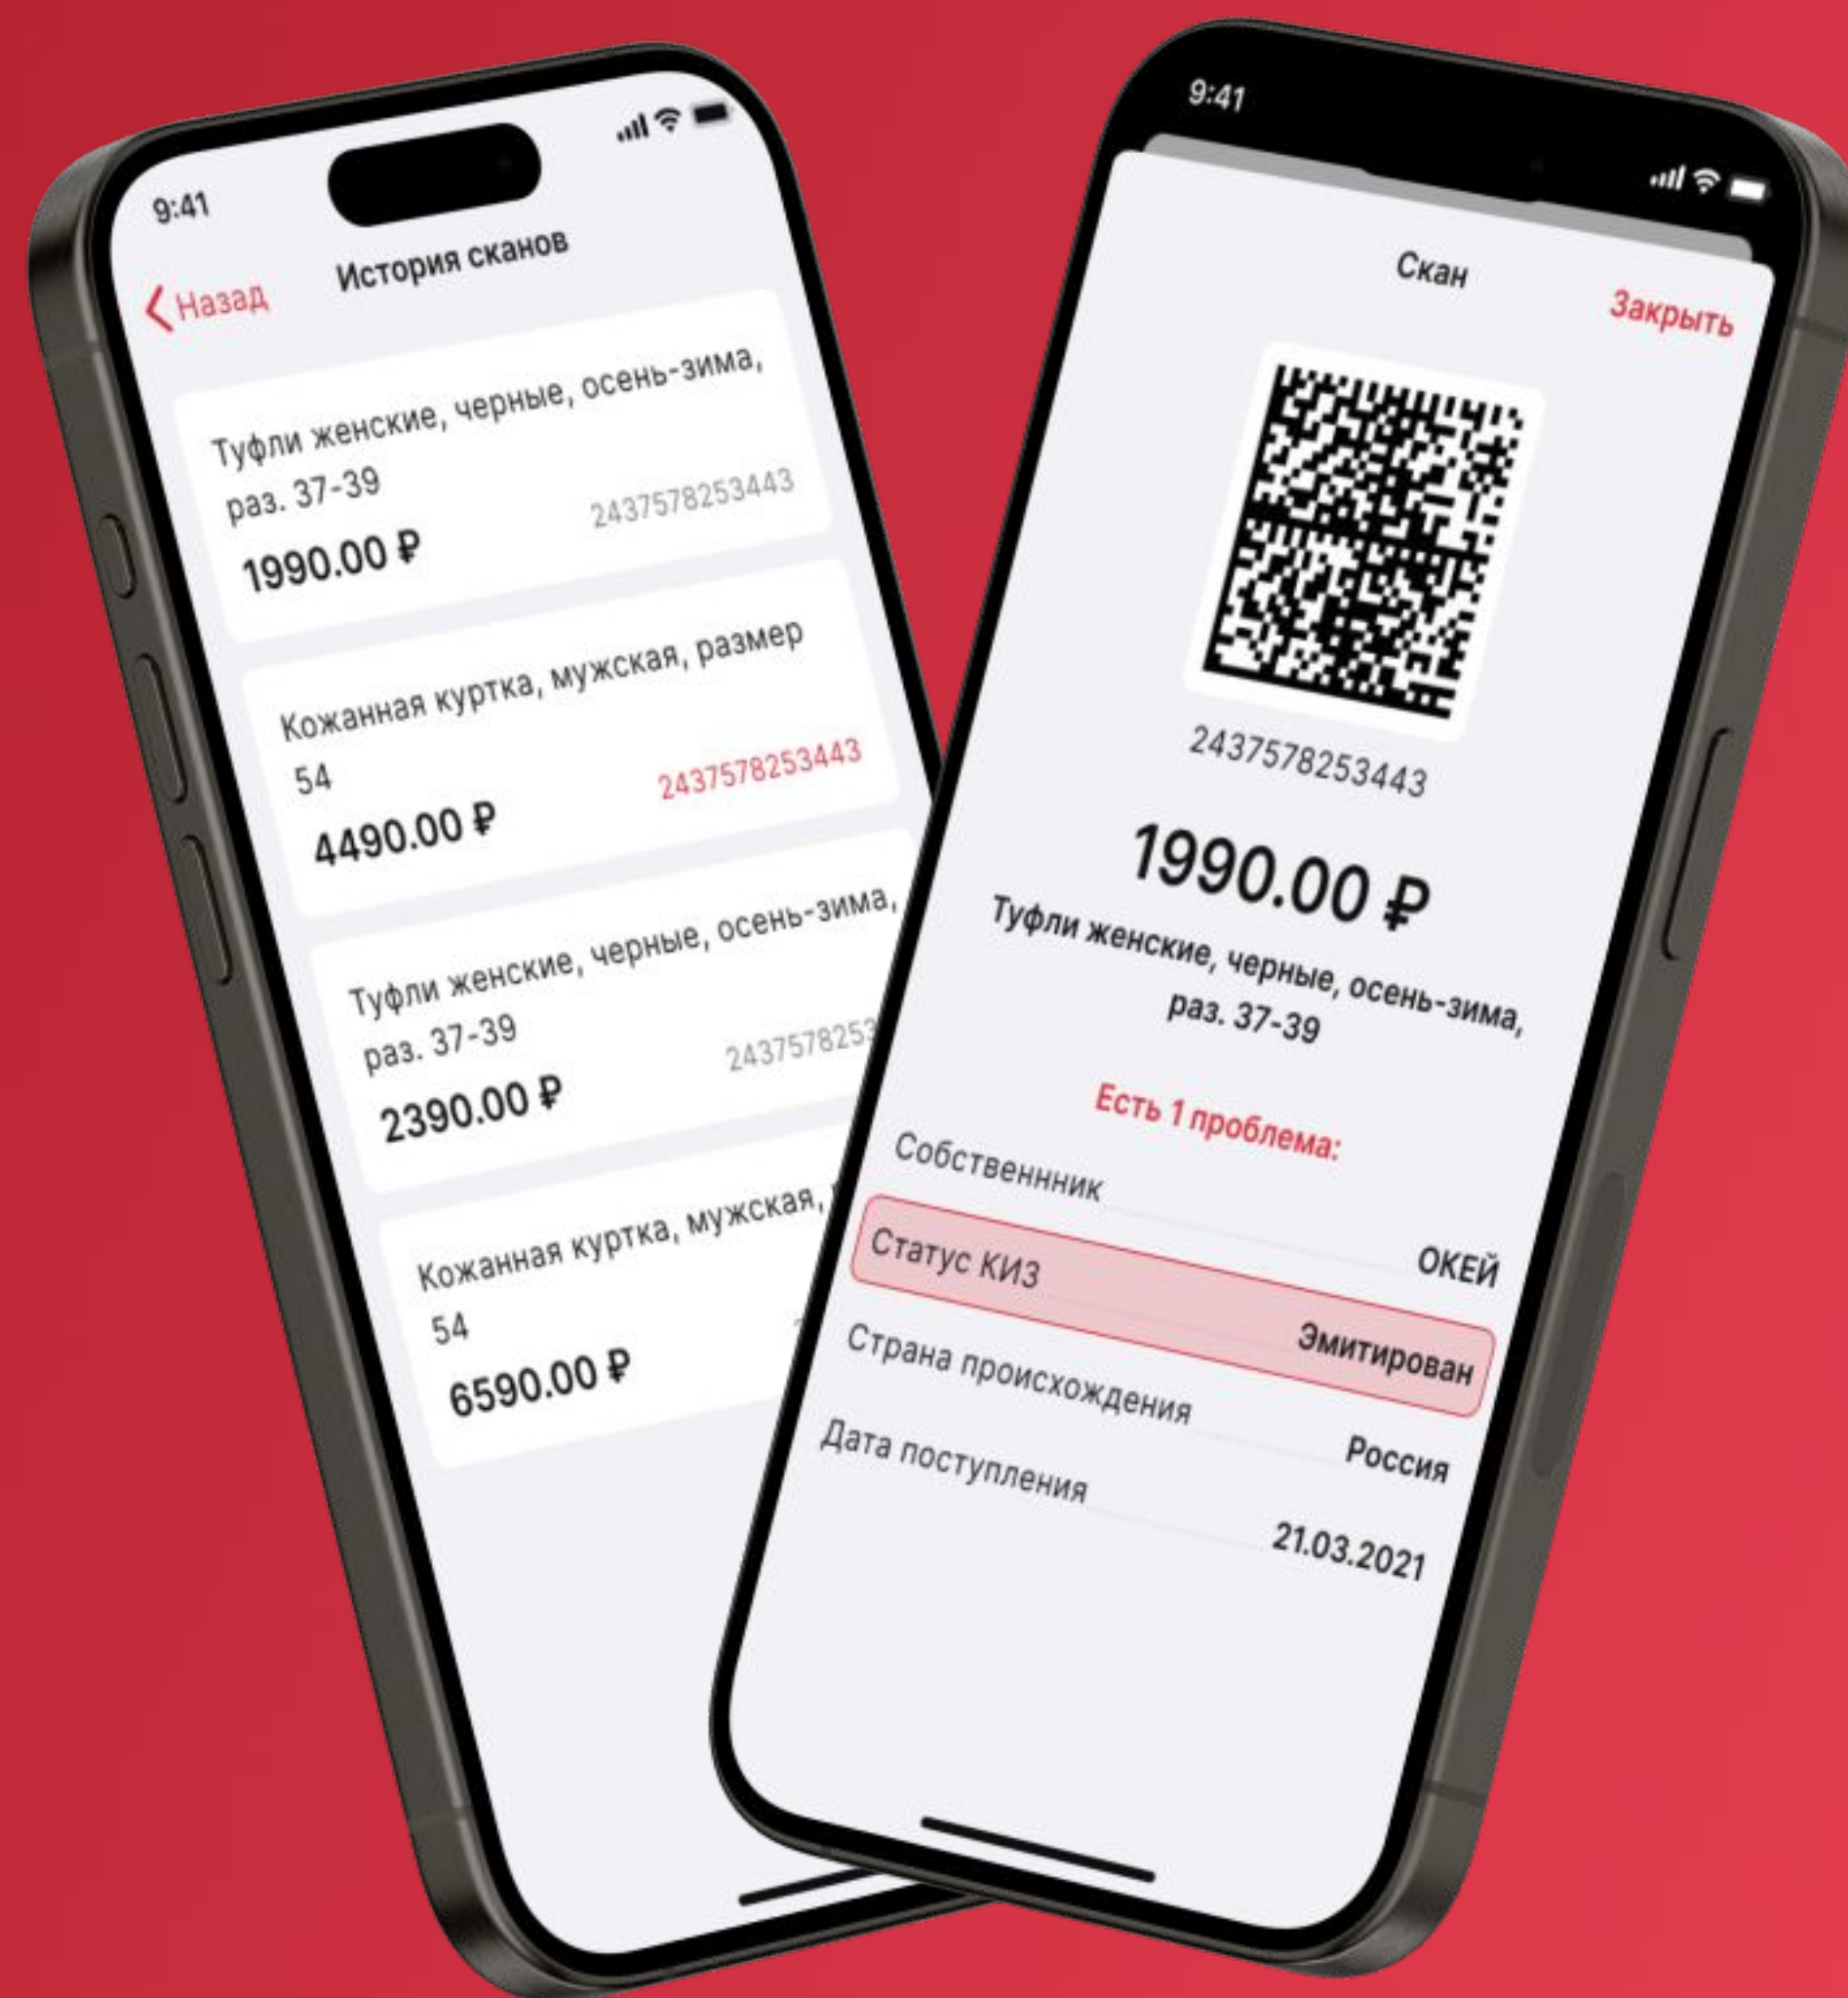 9:41
История сканов
Назад
Туфли женские, черные, осень-зима,
раз. 37-39
1990.00 ₽
2437578253443
Кожанная куртка, мужская, размер
54
4490.00 ₽
2437578253443
Туфли женские, черные, осень-зима,
раз. 37-39
2390.00 ₽
2437578253
Кожанная куртка, мужская,
54
6590.00 ₽
9:41
Скан
Закрыть
2437578253443
1990.00 ₽
Туфли женские, черные, осень-зима,
раз. 37-39
Есть 1 проблема:
Собственнник
ОКЕЙ
Статус КИЗ
Эмитирован
Страна происхождения
Россия
Дата поступления
21.03.2021